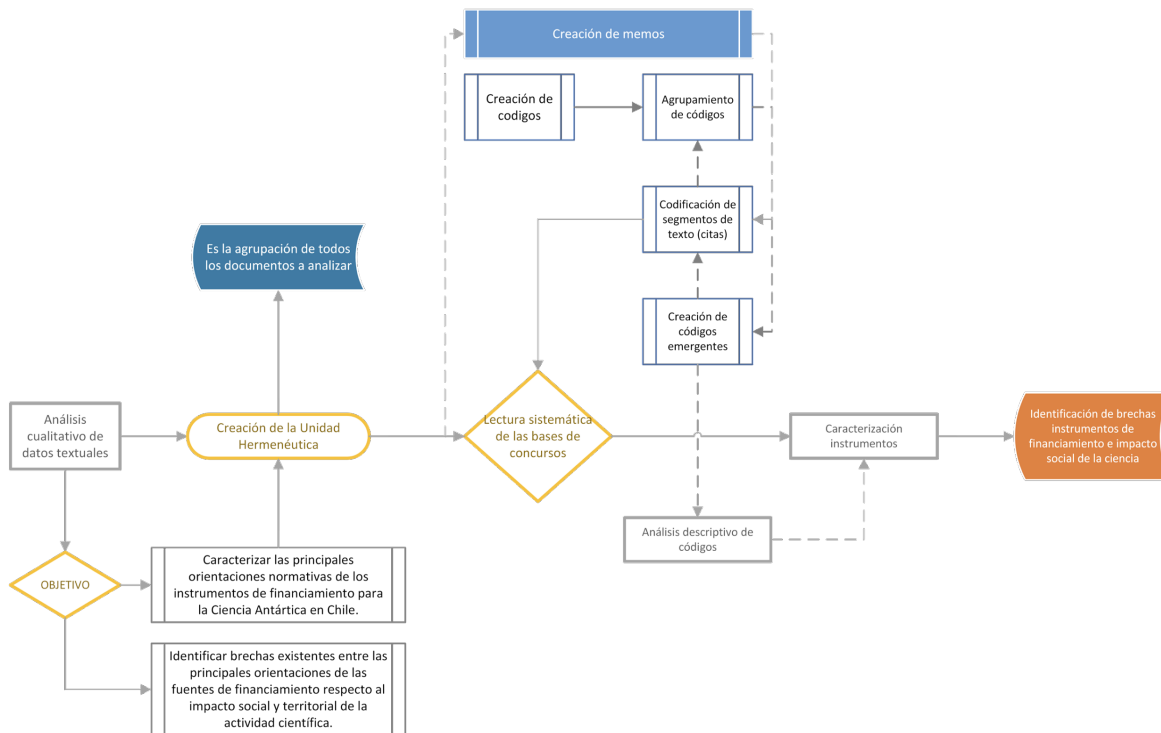 Creación de memos
Creación de
codigos
Agrupamiento
de códigos
Codificación de
segmentos de
texto (citas)
Es la agrupación de todos
los documentos a analizar
Creación de
códigos
emergentes
Análisis
cualitativo de
datos textuales
Creación de la Unidad
Hermenéutica
Lectura sistemática
de las bases de
concursos
Caracterización
instrumentos
Identificación de brechas
instrumentos de
financiamiento e impacto
social de la ciencia
Análisis descriptivo de
códigos
OBJETIVO
Caracterizar las principales
orientaciones normativas de los
instrumentos de financiamiento para
la Ciencia Antártica en Chile.
Identificar brechas existentes entre las
principales orientaciones de las
fuentes de financiamiento respecto al
impacto social y territorial de la
actividad científica.